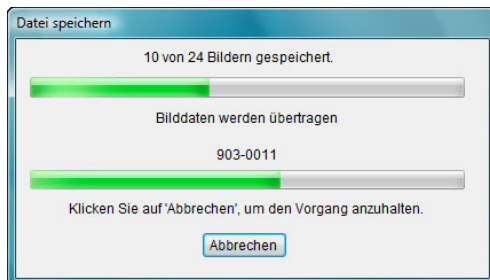 Datei speichern
10 von 24 Bildern gespeichert.
Bilddaten werden übertragen
903-0011
Klicken Sie auf 'Abbrechen', um den Vorgang anzuhalten.
Abbrechen